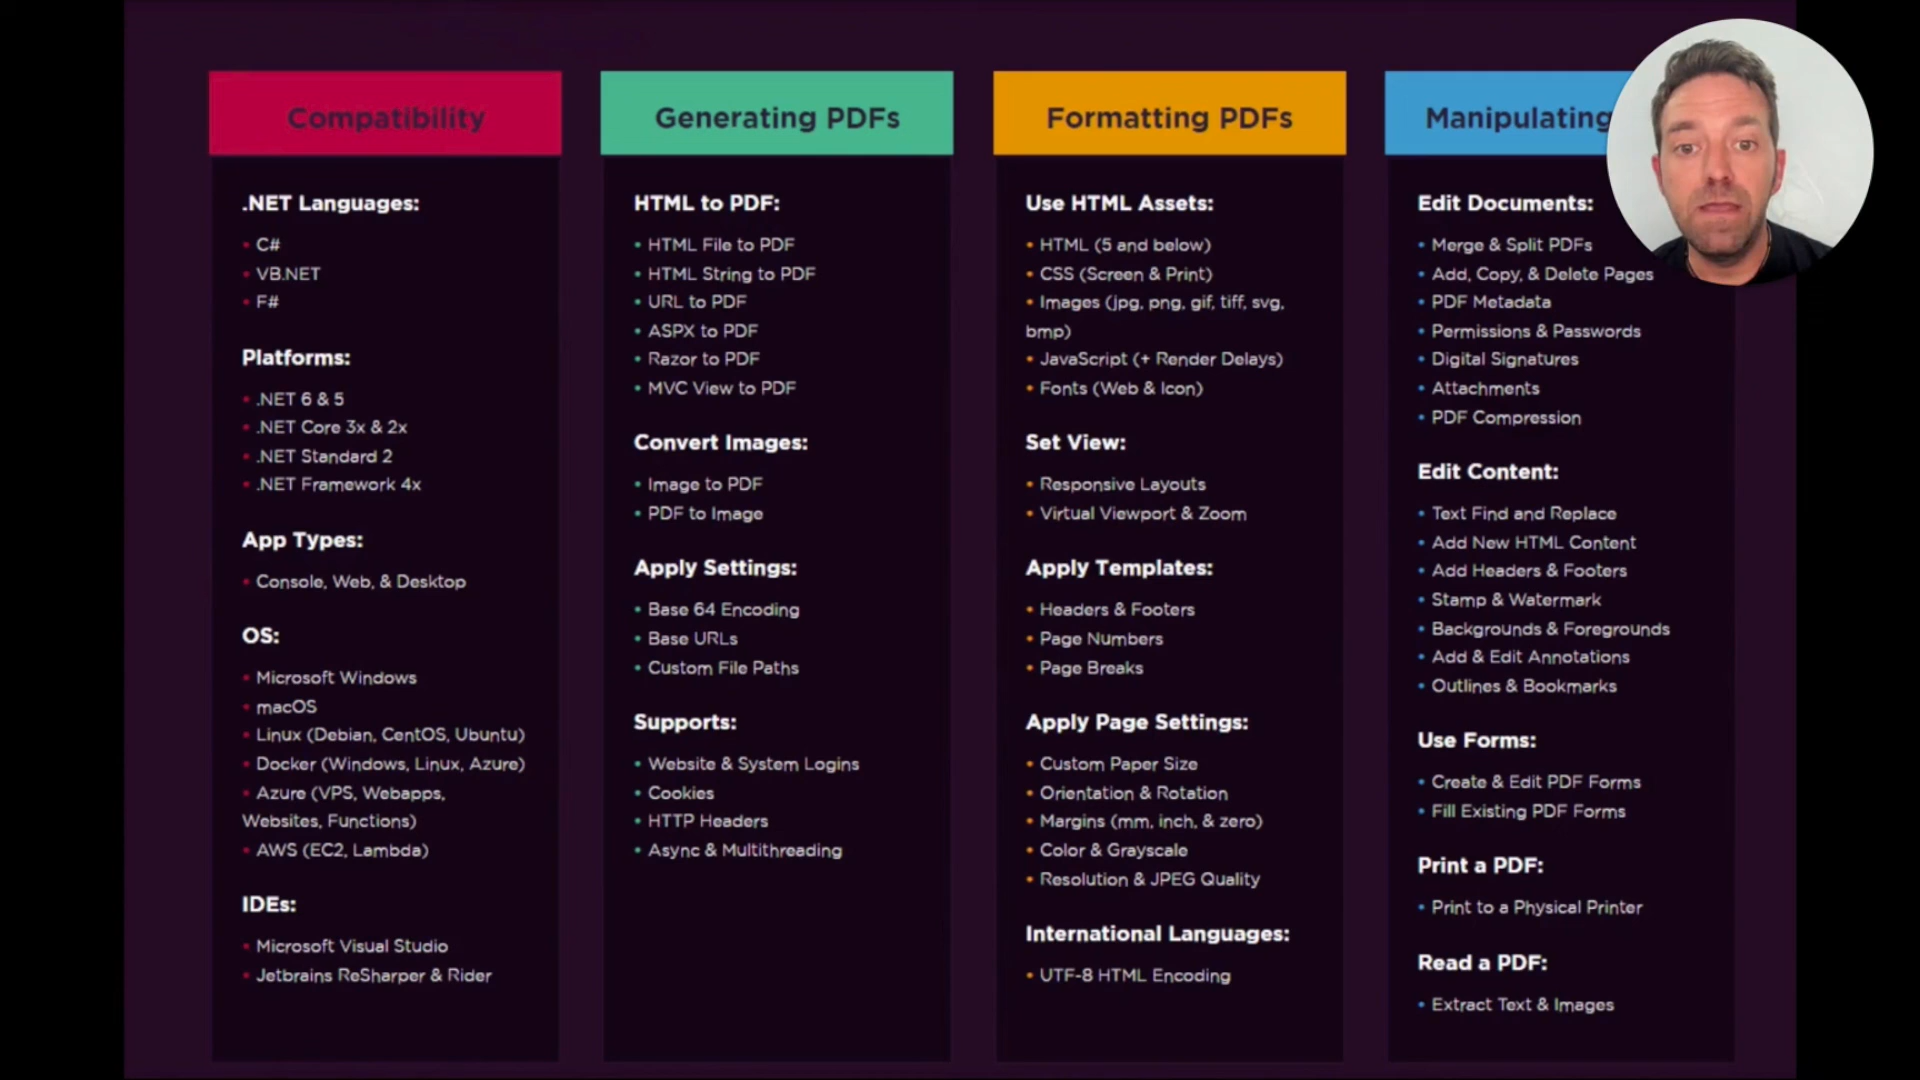 Compatibility
.NET Languages:
• C#
• VB.NET
• F#
Platforms:
• .NET 6 & 5
• .NET Core 3x & 2x
• .NET Standard 2
• .NET Framework 4x
App Types:
• Console, Web, & Desktop
OS:
• Microsoft Windows
• macOS
• Linux (Debian, CentOS, Ubuntu)
• Docker (Windows, Linux, Azure)
• Azure (VPS, Webapps,
Websites, Functions)
• AWS (EC2, Lambda)
IDEs:
• Microsoft Visual Studio
• Jetbrains ReSharper & Rider
Generating PDFs
HTML to PDF:
• HTML File to PDF
• HTML String to PDF
• URL to PDF
• ASPX to PDF
• Razor to PDF
• MVC View to PDF
Convert Images:
• Image to PDF
• PDF to Image
Apply Settings:
• Base 64 Encoding
• Base URLs
• Custom File Paths
Supports:
• Website & System Logins
• Cookies
• HTTP Headers
• Async & Multithreading
Formatting PDFs
Use HTML Assets:
• HTML (5 and below)
• CSS (Screen & Print)
• Images (jpg, png, gif, tiff, svg,
bmp)
• JavaScript (+ Render Delays)
• Fonts (Web & Icon)
Set View:
• Responsive Layouts
• Virtual Viewport & Zoom
Apply Templates:
• Headers & Footers
• Page Numbers
• Page Breaks
Apply Page Settings:
• Custom Paper Size
• Orientation & Rotation
• Margins (mm, inch, & zero)
• Color & Grayscale
• Resolution & JPEG Quality
International Languages:
• UTF-8 HTML Encoding
Manipulating
Edit Documents:
• Merge & Split PDFs
• Add, Copy, & Delete Pages
• PDF Metadata
• Permissions & Passwords
• Digital Signatures
• Attachments
• PDF Compression
Edit Content:
• Text Find and Replace
• Add New HTML Content
• Add Headers & Footers
• Stamp & Watermark
• Backgrounds & Foregrounds
• Add & Edit Annotations
• Outlines & Bookmarks
Use Forms:
• Create & Edit PDF Forms
• Fill Existing PDF Forms
Print a PDF:
• Print to a Physical Printer
Read a PDF:
• Extract Text & Images